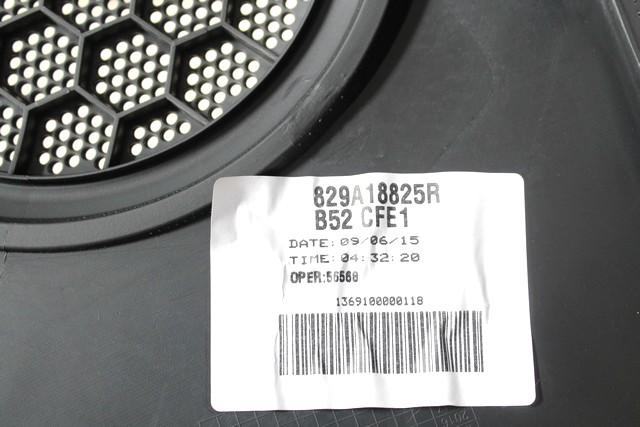 829A18825R
B52 CFE1
DATE: 09/06/15
TIME: 04:32:20
OPER:56568
1369100000118